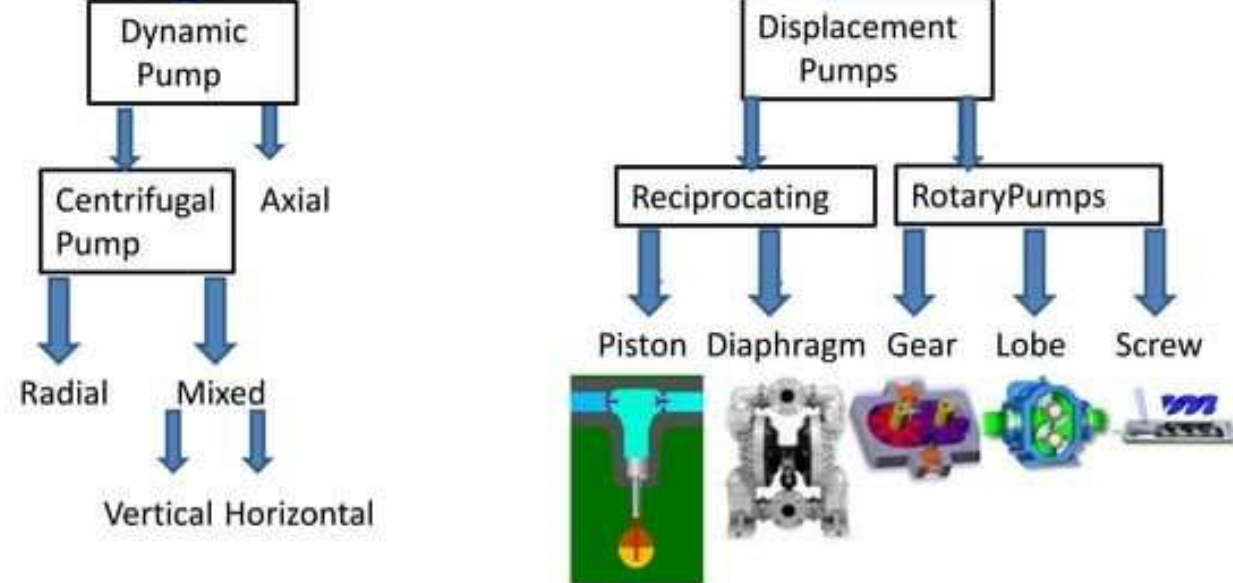 Dynamic
Pump
Displacement
Pumps
Centrifugal
Pump
Axial
Reciprocating
RotaryPumps
Radial
Mixed
Vertical Horizontal
Piston
Diaphragm
Gear
Lobe
Screw